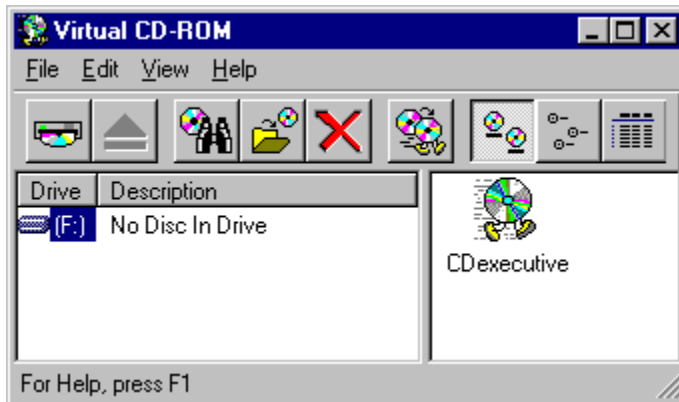 Virtual CD-ROM
File Edit View Help
Drive Description
(F:) No Disc In Drive
CDexecutive
For Help, press F1